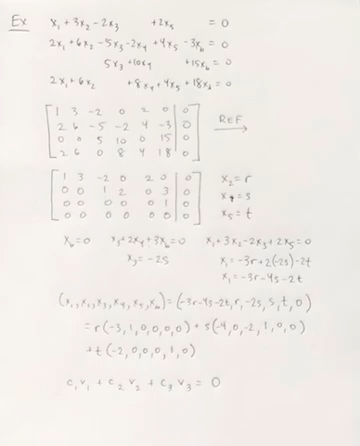 Ex x₁ + 3x₂ - 2x₃ + 2x₅ = 0
2x₁ + 6x₂ - 5x₃ - 2x₄ + 4x₅ - 3x₆ = 0
5x₃ + 10x₄ + 15x₆ = 0
2x₁ + 6x₂ + 8x₄ + 4x₅ + 18x₆ = 0
[ 1 3 -2 0 2 0 | 0 ]
[ 2 6 -5 -2 4 -3 | 0 ] REF →
[ 0 0 5 10 0 15 | 0 ]
[ 2 6 0 8 4 18 | 0 ]
[ 1 3 -2 0 2 0 | 0 ] x₂ = r
[ 0 0 1 2 0 3 | 0 ] x₄ = s
[ 0 0 0 0 0 1 | 0 ] x₅ = t
[ 0 0 0 0 0 0 | 0 ]
x₆ = 0 x₃ + 2x₄ + 3x₆ = 0 x₁ + 3x₂ - 2x₃ + 2x₅ = 0
x₃ = -2s x₁ = -3r + 2(-2s) - 2t
x₁ = -3r - 4s - 2t
(x₁, x₂, x₃, x₄, x₅, x₆) = (-3r - 4s - 2t, r, -2s, s, t, 0)
= r(-3, 1, 0, 0, 0, 0) + s(-4, 0, -2, 1, 0, 0)
+ t(-2, 0, 0, 0, 1, 0)
c₁v₁ + c₂v₂ + c₃v₃ = 0